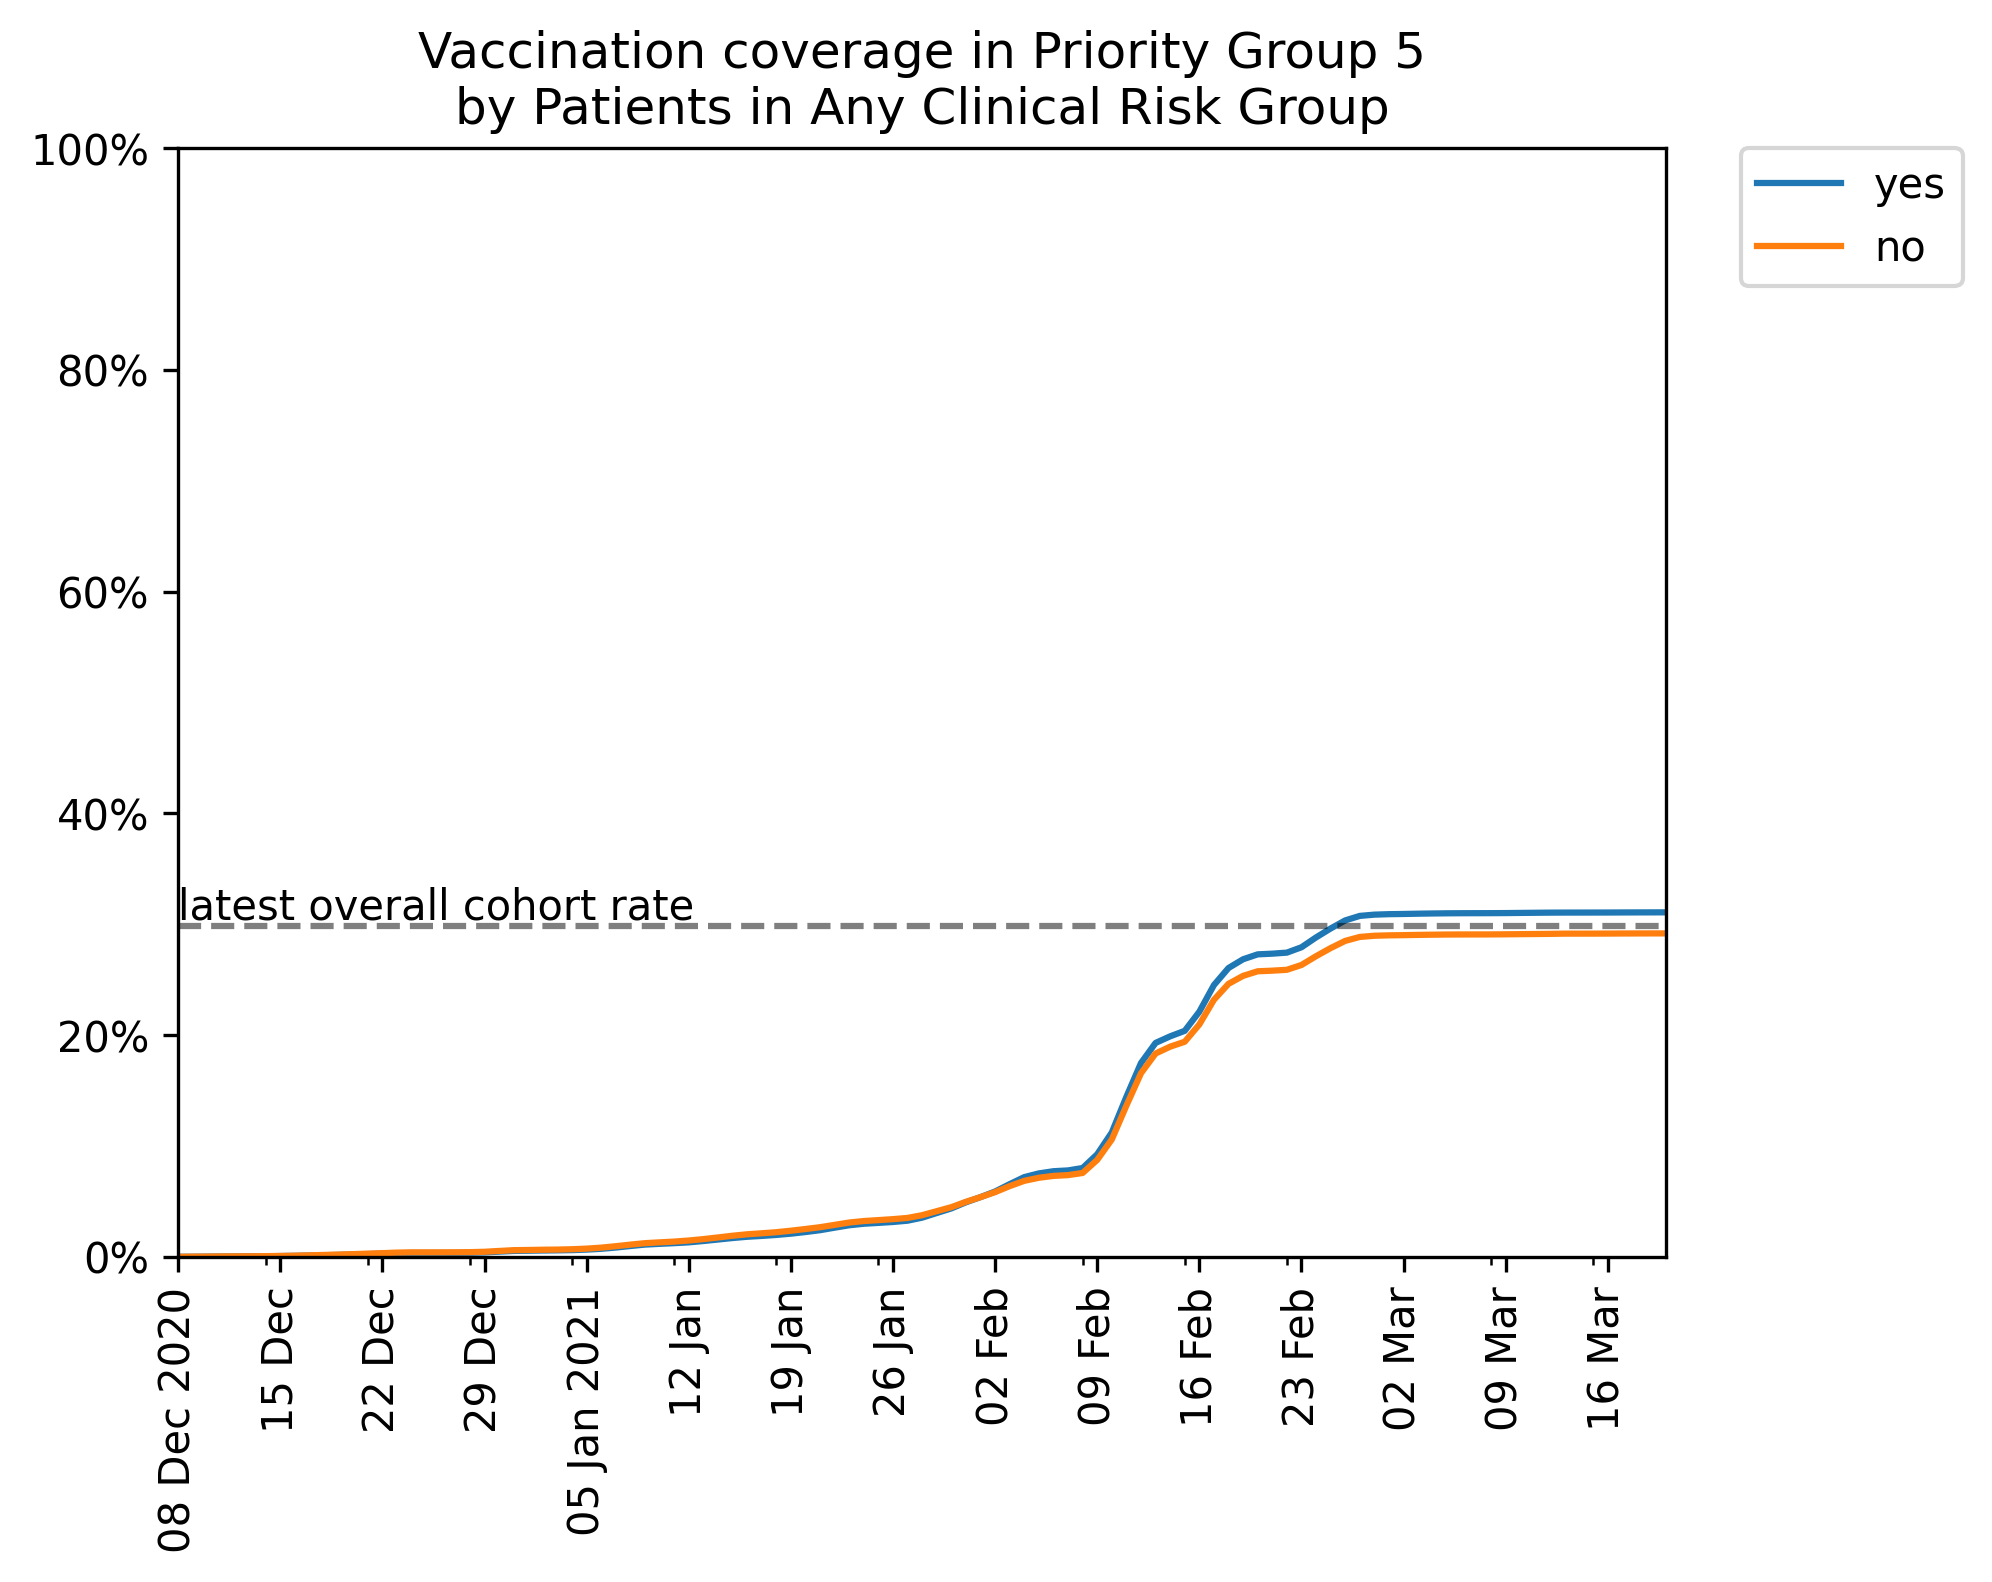 Vaccination coverage in Priority Group 5
by Patients in Any Clinical Risk Group
100%
80%
60%
40%
20%
0%
latest overall cohort rate
yes
no
08 Dec 2020
15 Dec
22 Dec
29 Dec
05 Jan 2021
12 Jan
19 Jan
26 Jan
02 Feb
09 Feb
16 Feb
23 Feb
02 Mar
09 Mar
16 Mar